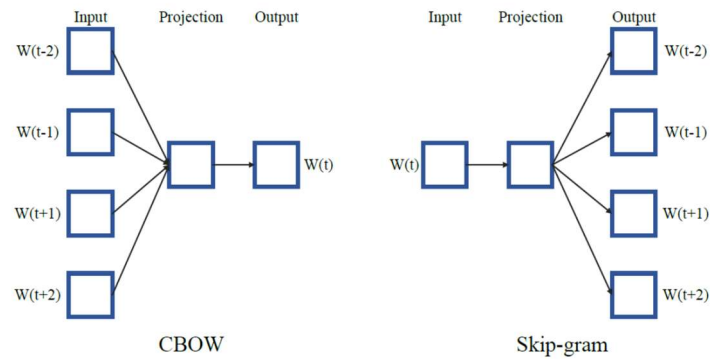 Input Projection Output
W(t-2)
W(t-1)
W(t)
W(t+1)
W(t+2)
CBOW
Input Projection Output
W(t-2)
W(t-1)
W(t)
W(t+1)
W(t+2)
Skip-gram